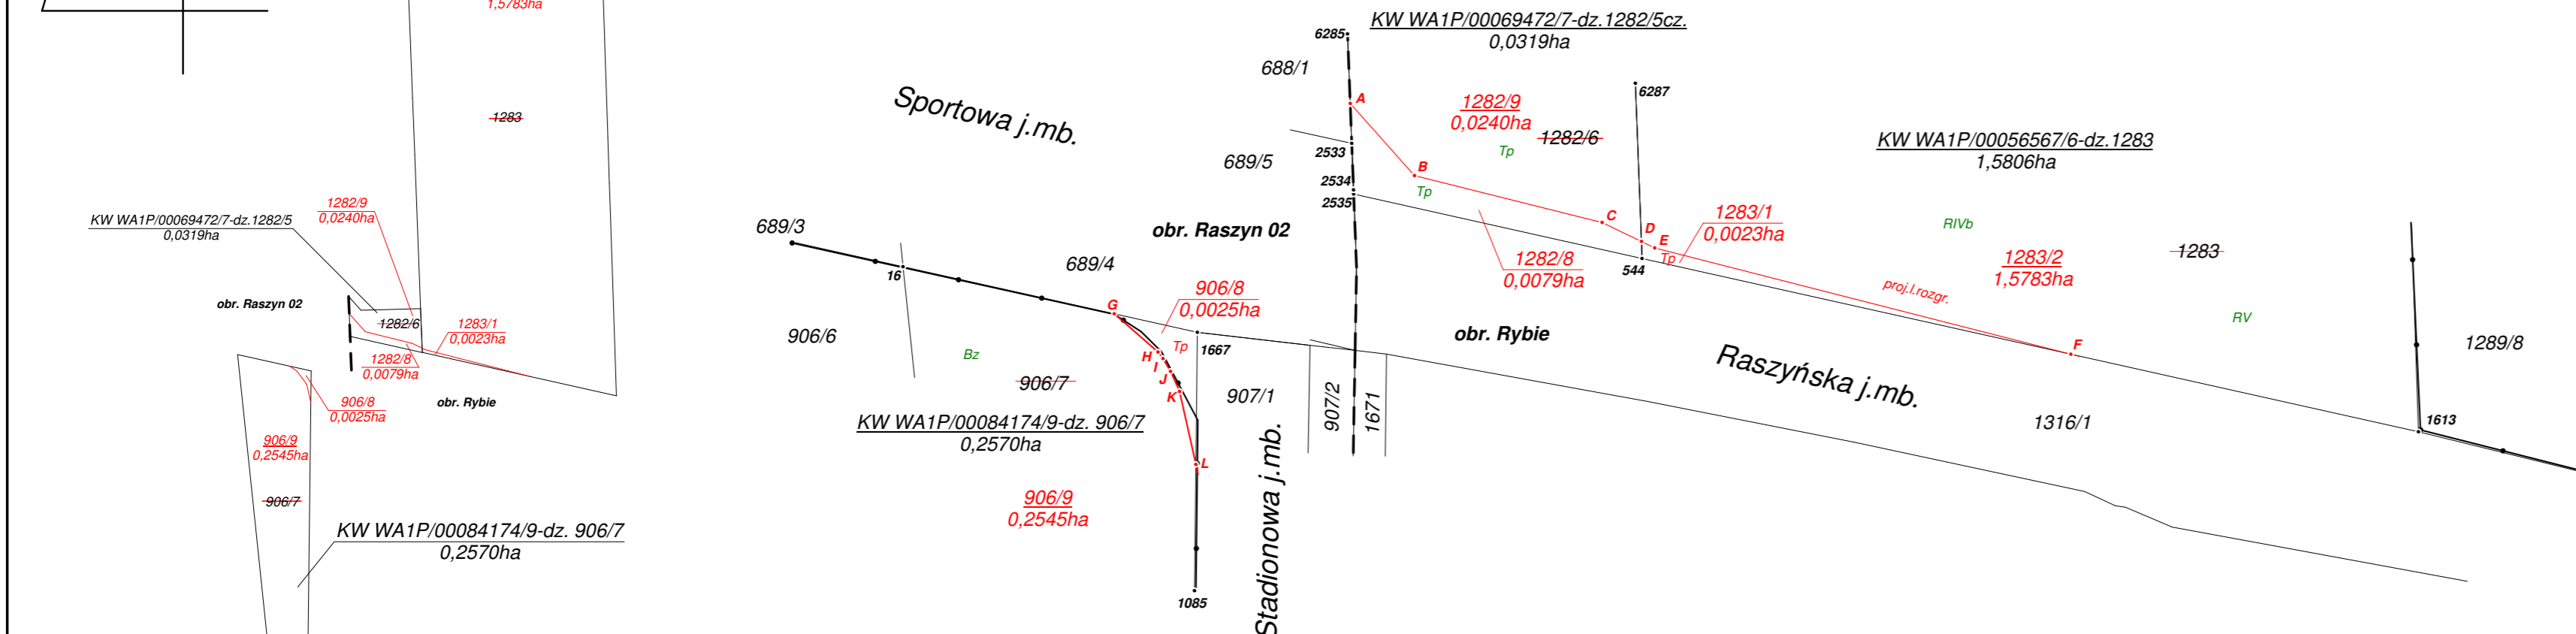 1,5783ha
1283
KW WA1P/00069472/7-dz.1282/5
0,0319ha
1282/9
0,0240ha
obr. Raszyn 02
1282/6
1283/1
0,0023ha
1282/8
0,0079ha
906/8
0,0025ha
obr. Rybie
906/9
0,2545ha
906/7
KW WA1P/00084174/9-dz. 906/7
0,2570ha
KW WA1P/00069472/7-dz.1282/5cz.
0,0319ha
6285
688/1
Sportowa j.mb.
A
1282/9
0,0240ha
1282/6
6287
Tp
KW WA1P/00056567/6-dz.1283
1,5806ha
2533
689/5
B
2534
Tp
2535
689/3
obr. Raszyn 02
C
D
E
1283/1
0,0023ha
Tp
RIVb
1283
1283/2
1,5783ha
16
689/4
544
1282/8
0,0079ha
906/8
0,0025ha
proj.l.rozgr.
RV
G
906/6
obr. Rybie
1289/8
Bz
Tp
H
I
J
K
1667
F
Raszyńska j.mb.
906/7
907/1
907/2
1671
KW WA1P/00084174/9-dz. 906/7
0,2570ha
1316/1
1613
L
906/9
0,2545ha
Stadionowa j.mb.
1085